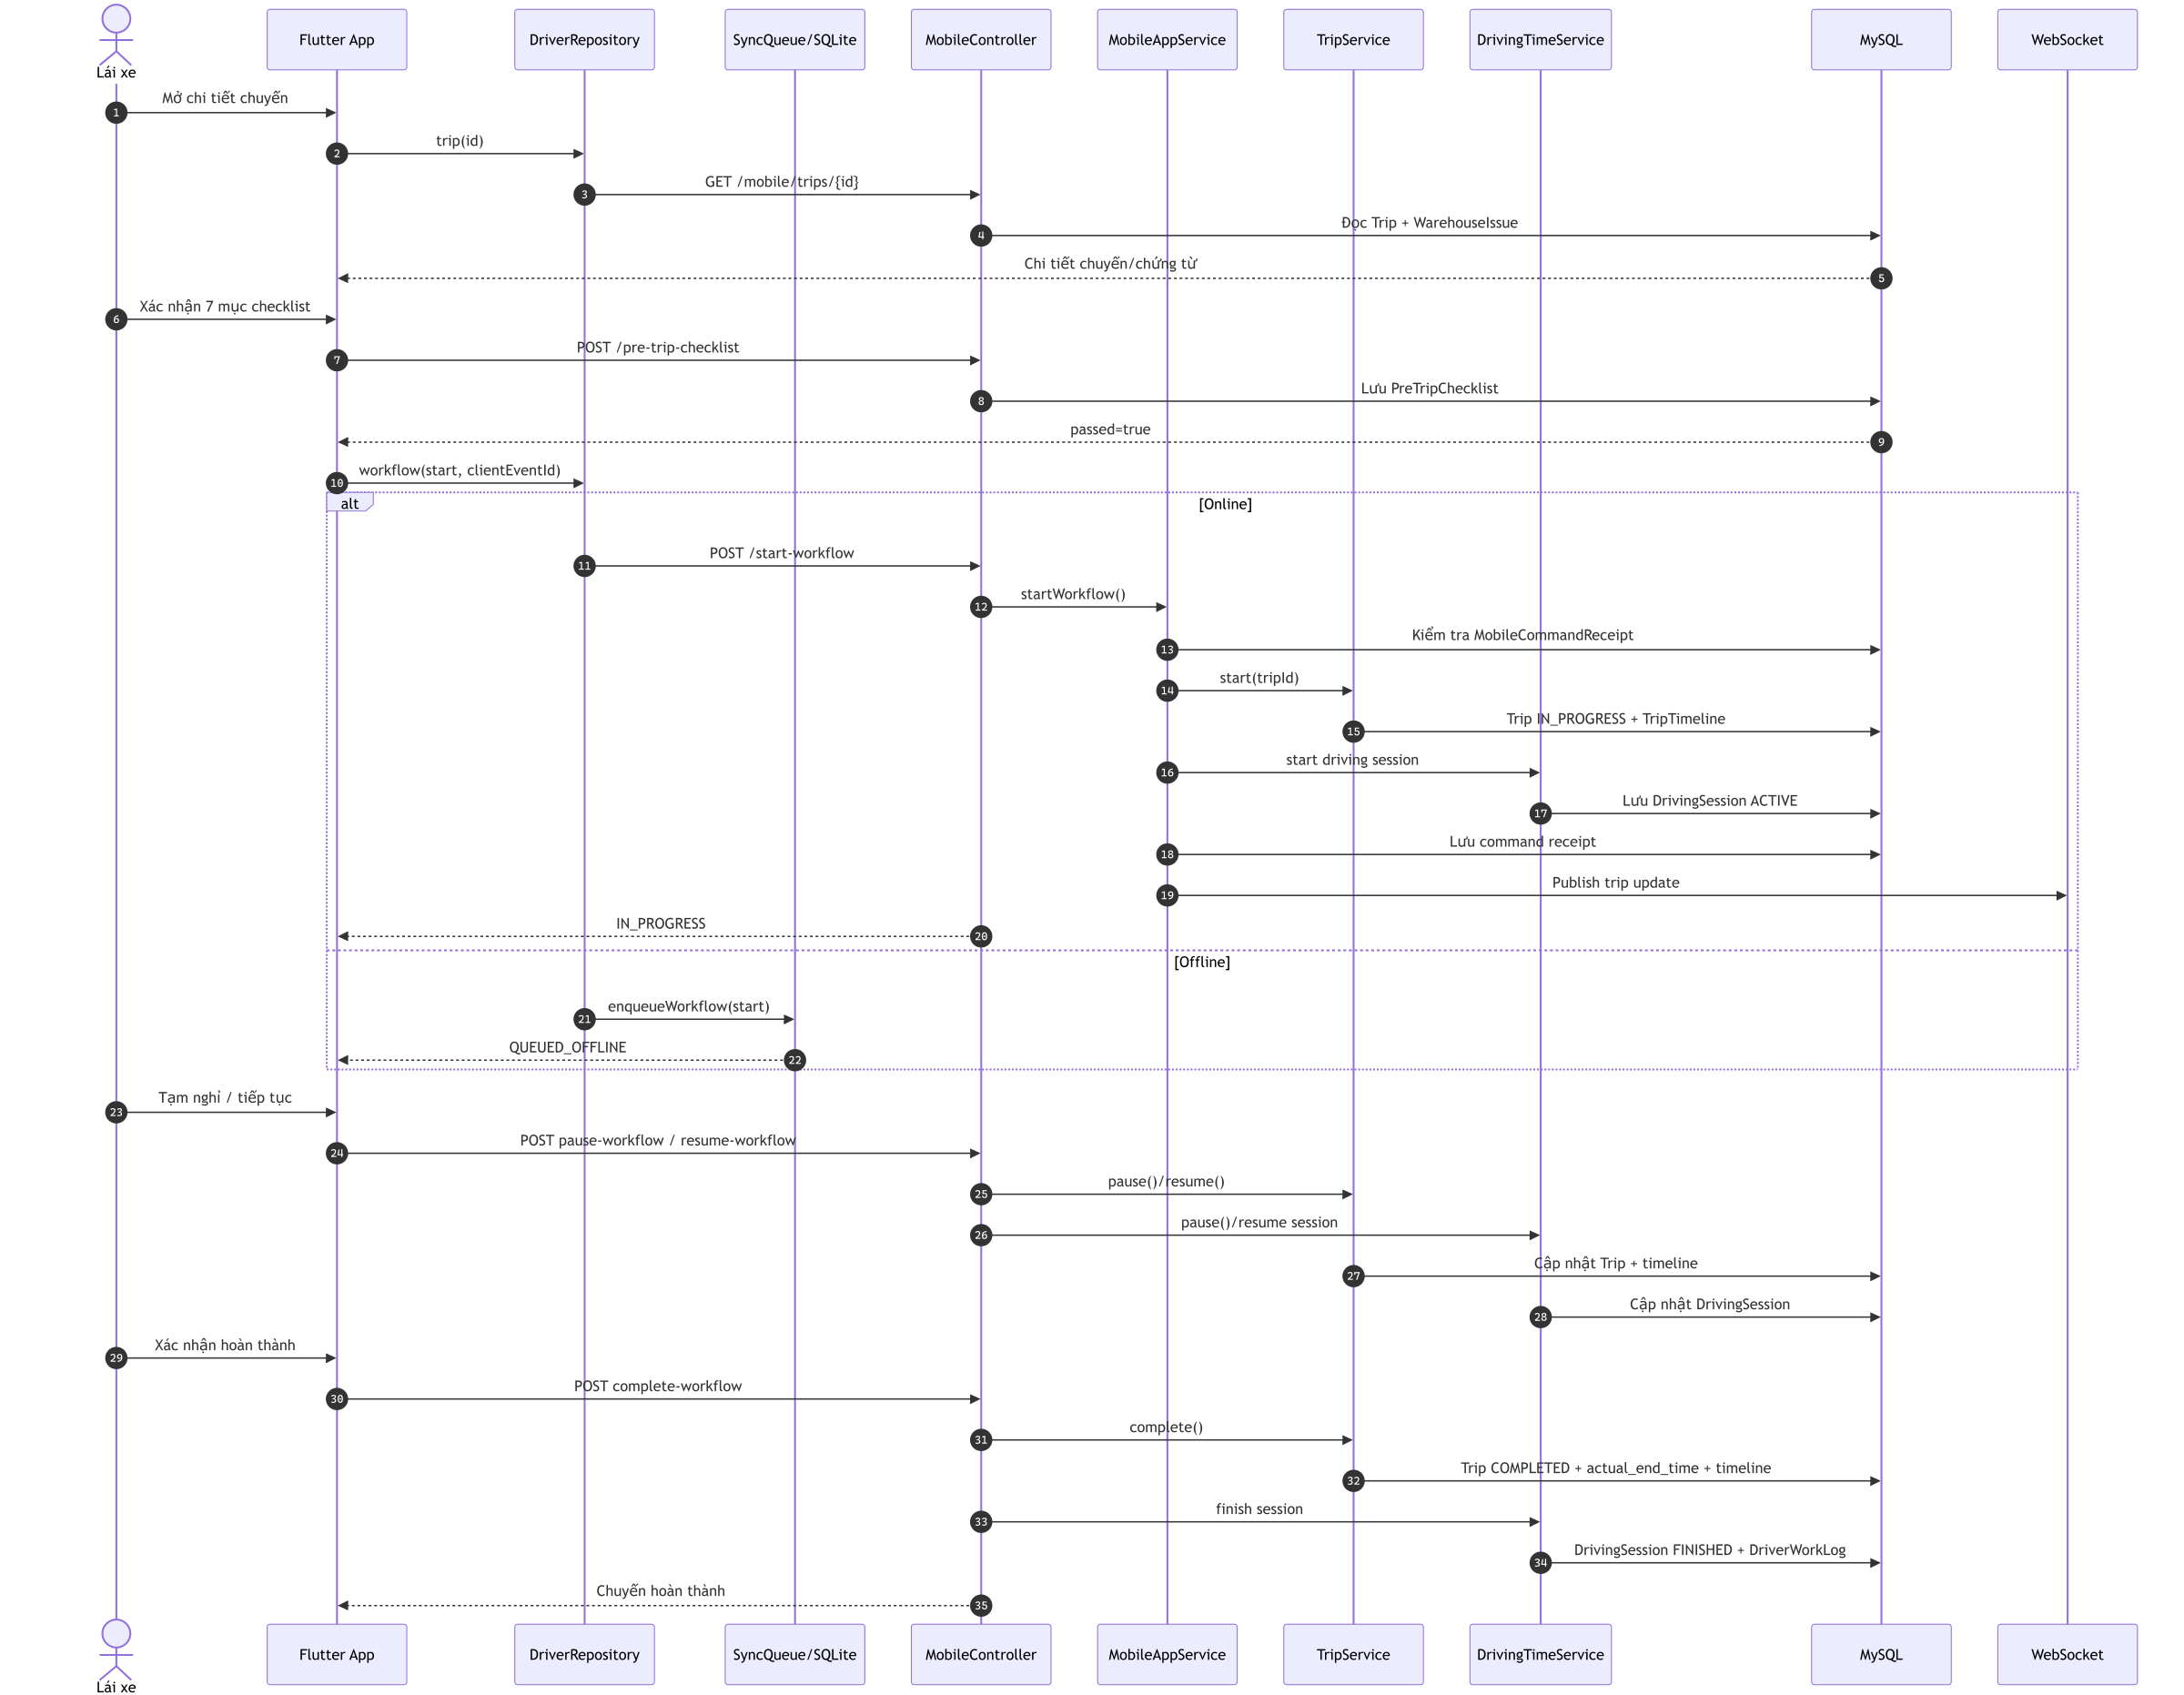 Lái xe
Flutter App
DriverRepository
SyncQueue/SQLite
MobileController
MobileAppService
TripService
DrivingTimeService
MySQL
WebSocket
1 Mở chi tiết chuyến
2 trip(id)
3 GET /mobile/trips/{id}
4 Đọc Trip + WarehouseIssue
Chi tiết chuyến/chứng từ 5
6 Xác nhận 7 mục checklist
7 POST /pre-trip-checklist
8 Lưu PreTripChecklist
passed=true 9
10 workflow(start, clientEventId)
alt [Online]
11 POST /start-workflow
12 startWorkflow()
13 Kiểm tra MobileCommandReceipt
14 start(tripId)
15 Trip IN_PROGRESS + TripTimeline
16 start driving session
17 Lưu DrivingSession ACTIVE
18 Lưu command receipt
19 Publish trip update
IN_PROGRESS 20
[Offline]
21 enqueueWorkflow(start)
QUEUED_OFFLINE 22
23 Tạm nghỉ / tiếp tục
24 POST pause-workflow / resume-workflow
25 pause()/resume()
26 pause()/resume session
27 Cập nhật Trip + timeline
28 Cập nhật DrivingSession
29 Xác nhận hoàn thành
30 POST complete-workflow
31 complete()
32 Trip COMPLETED + actual_end_time + timeline
33 finish session
34 DrivingSession FINISHED + DriverWorkLog
Chuyến hoàn thành 35
Lái xe
Flutter App
DriverRepository
SyncQueue/SQLite
MobileController
MobileAppService
TripService
DrivingTimeService
MySQL
WebSocket